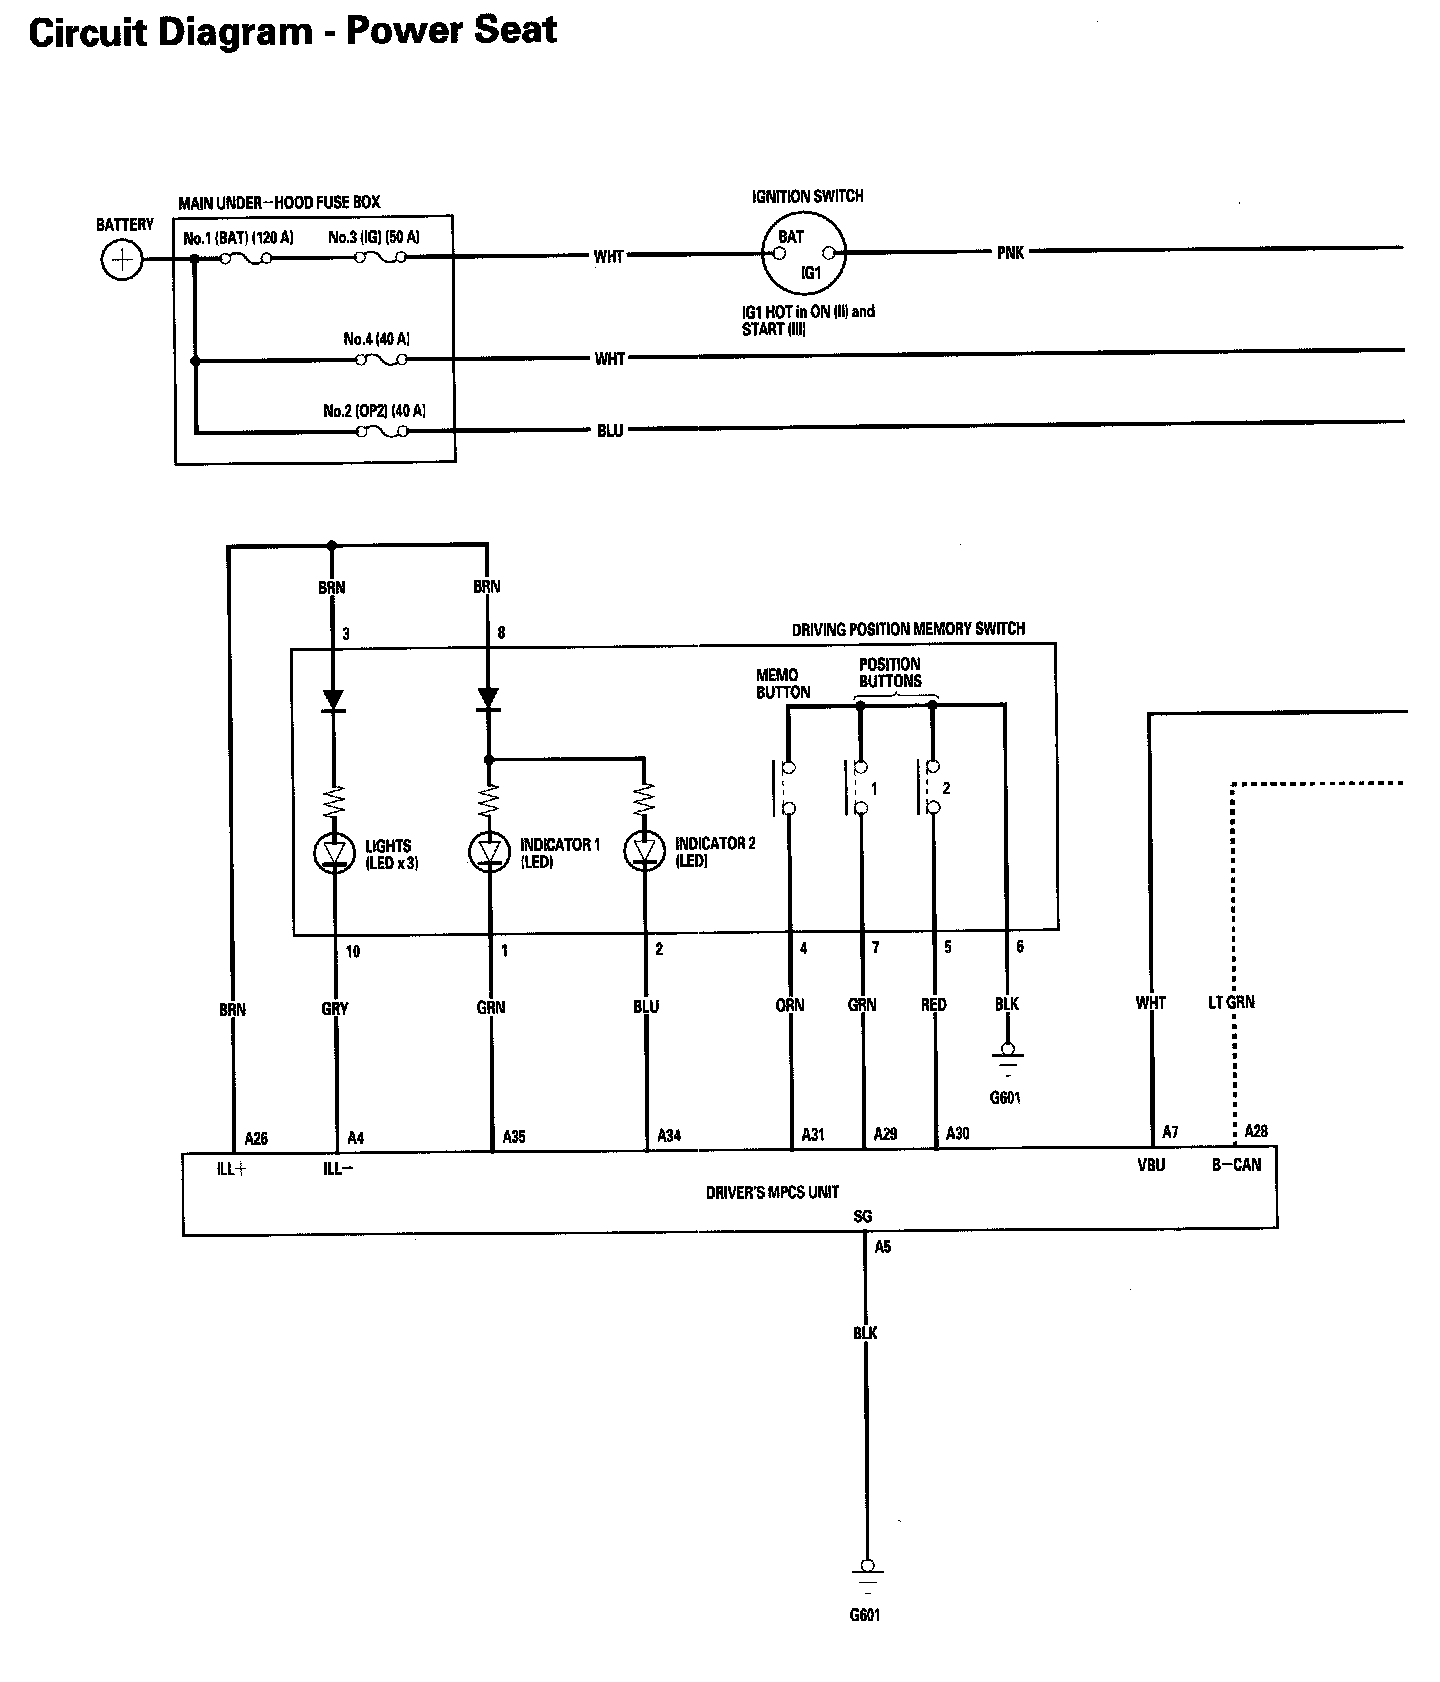 Circuit Diagram - Power Seat
IGNITION SWITCH
MAIN UNDER-HOOD FUSE BOX
BATTERY
No.1 (BAT) (120 A)
No.3 (IG) (50 A)
BAT
WHT
PNK
IG1
IG1 HOT in ON (II) and
START (III)
No.4 (40 A)
WHT
No.2 (OP2) (40 A)
BLU
BRN
BRN
3
8
DRIVING POSITION MEMORY SWITCH
MEMO
BUTTON
POSITION
BUTTONS
1
2
LIGHTS
(LED x 3)
INDICATOR 1
(LED)
INDICATOR 2
(LED)
10
1
2
4
7
5
6
BRN
GRY
GRN
BLU
ORN
GRN
RED
BLK
WHT
LT GRN
G601
A26
A4
A35
A34
A31
A29
A30
A7
A28
ILL+
ILL-
VBU
B-CAN
DRIVER'S MPCS UNIT
SG
A5
BLK
G601